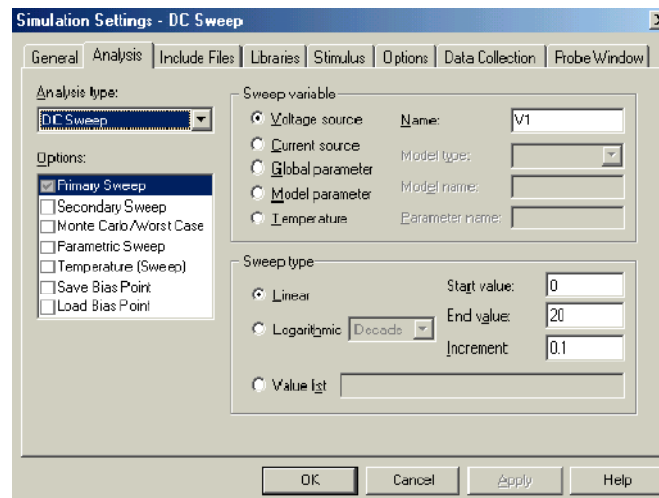 Simulation Settings - DC Sweep
General Analysis Include Files Libraries Stimulus Options Data Collection Probe Window
Analysis type:
DC Sweep
Options:
Primary Sweep
Secondary Sweep
Monte Carlo/Worst Case
Parametric Sweep
Temperature (Sweep)
Save Bias Point
Load Bias Point
Sweep variable
Voltage source
Current source
Global parameter
Model parameter
Temperature
Name: V1
Model type:
Model name:
Parameter name:
Sweep type
Linear
Logarithmic Decade
Value list
Start value: 0
End value: 20
Increment: 0.1
OK Cancel Apply Help